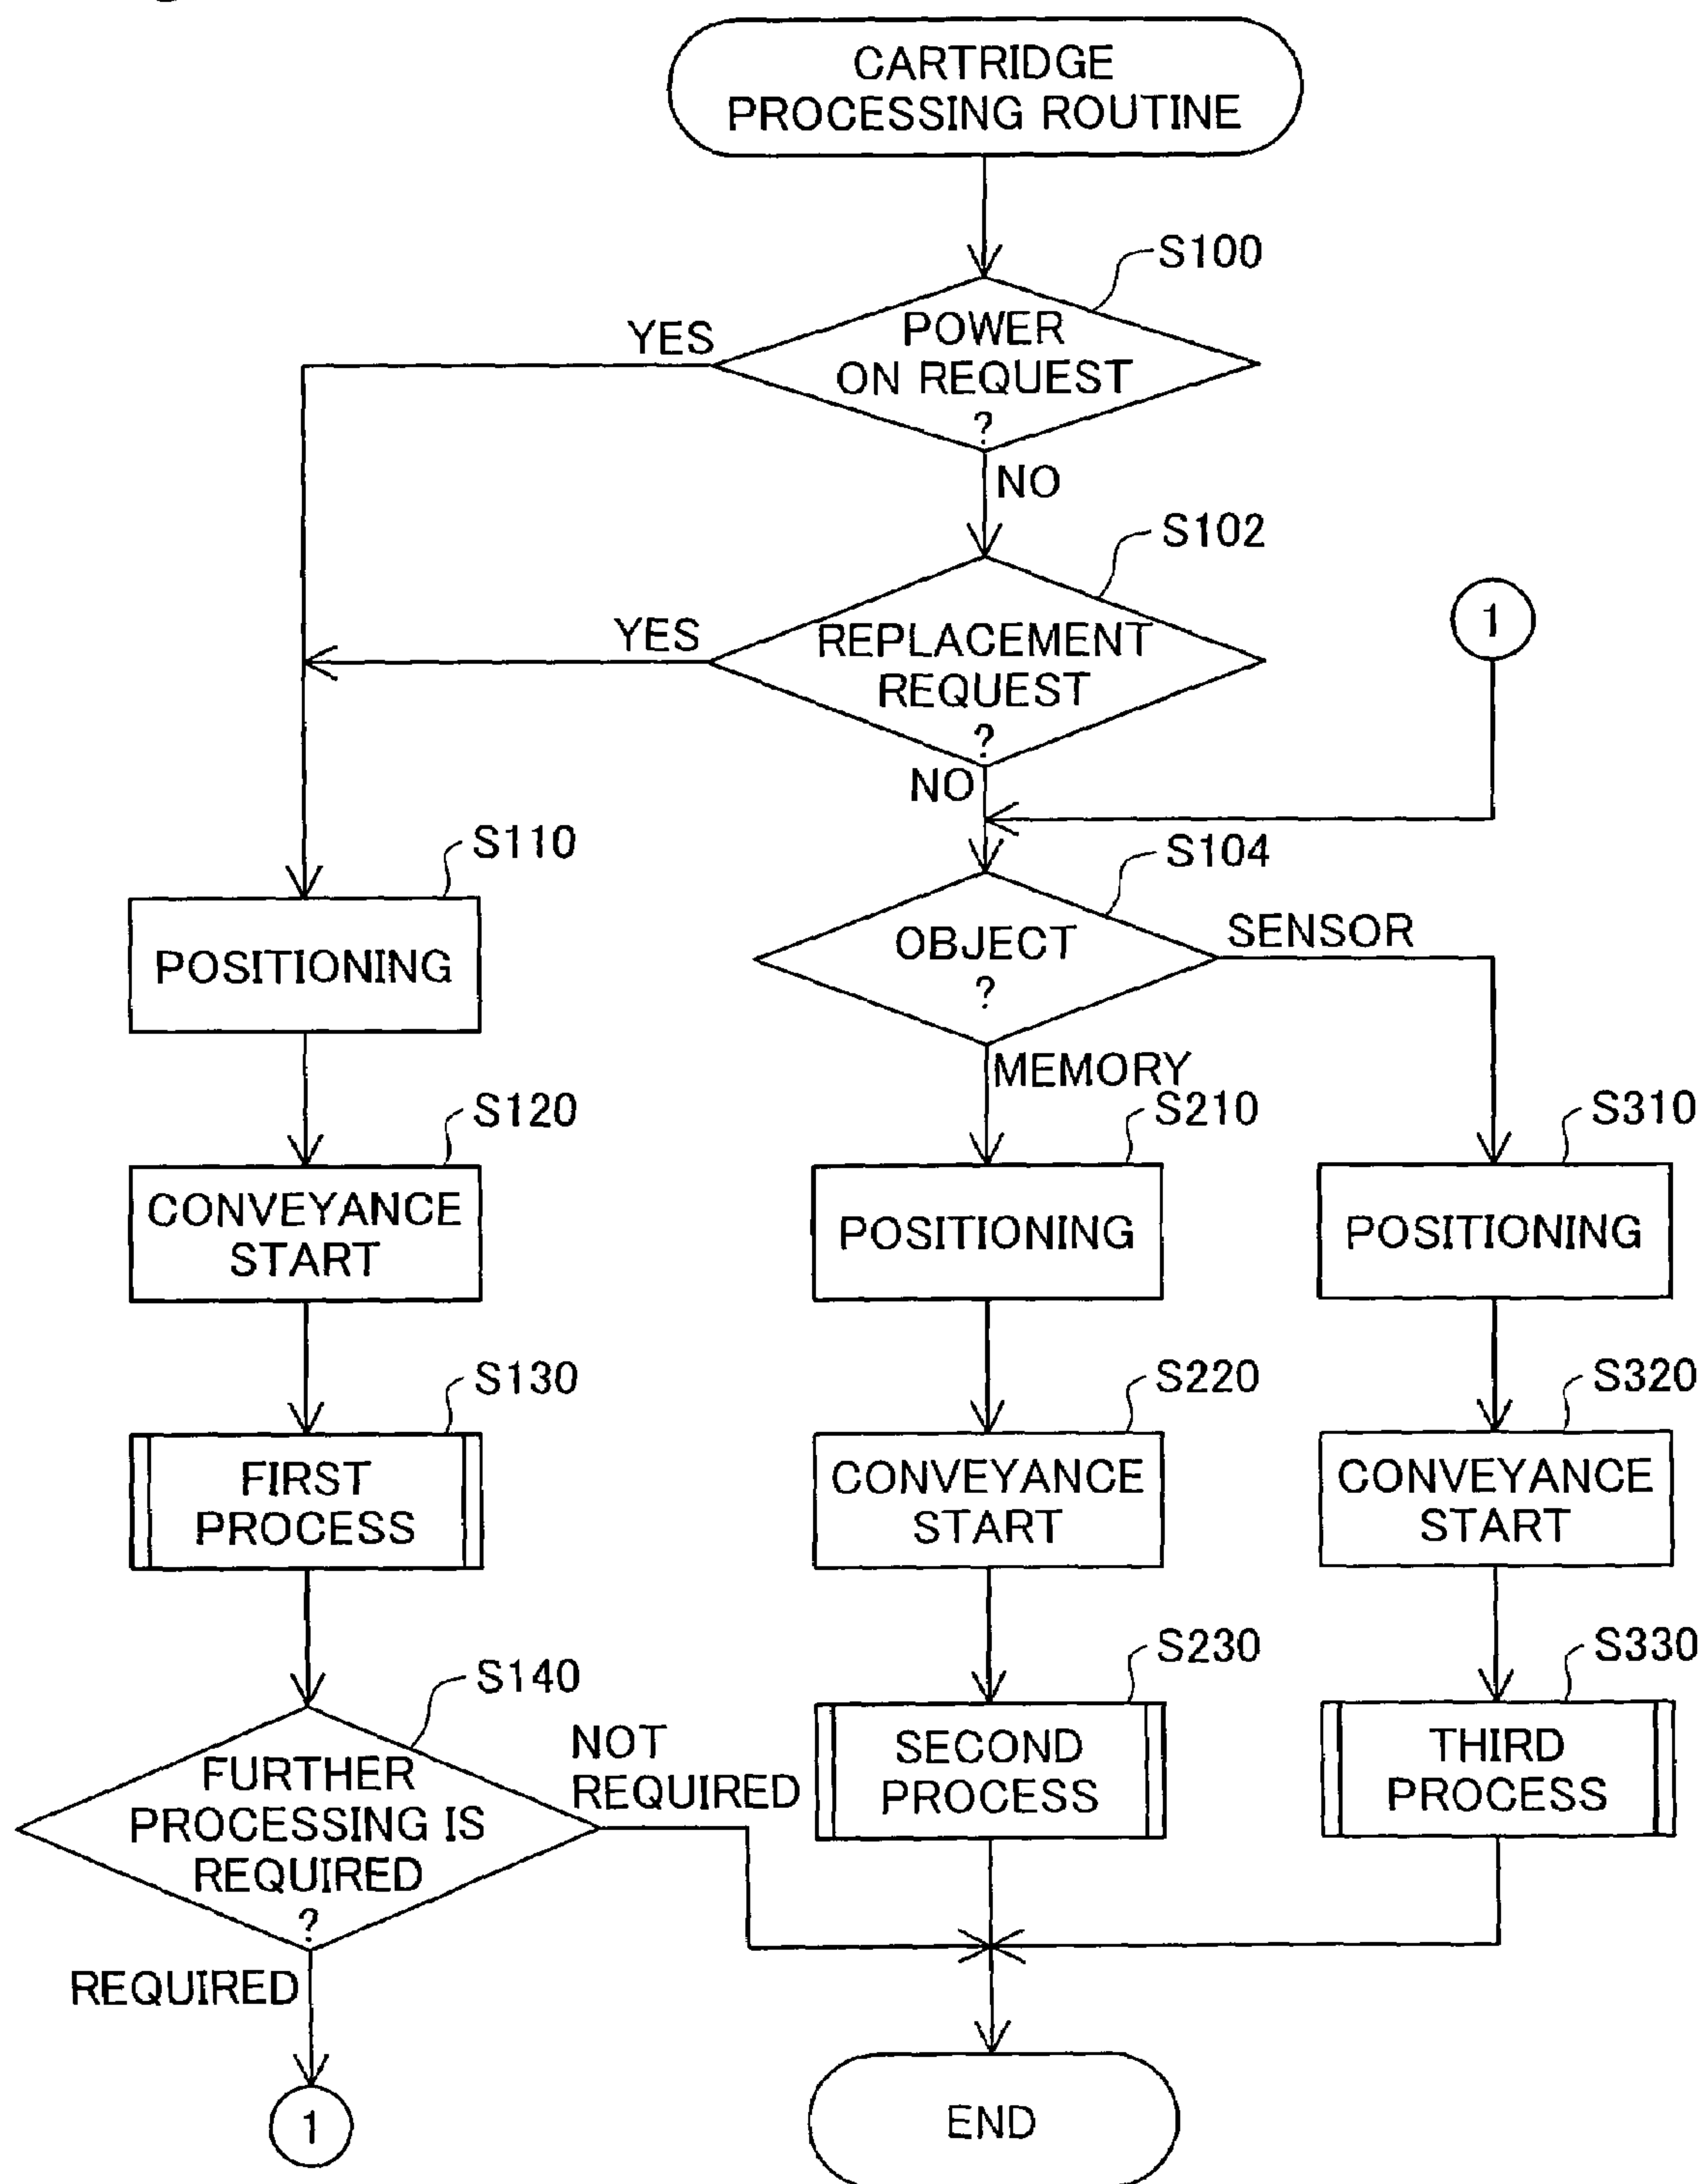 CARTRIDGE
PROCESSING ROUTINE
S100
POWER
ON REQUEST
?
YES
NO
S102
REPLACEMENT
REQUEST
?
YES
NO
1
S104
OBJECT
?
SENSOR
MEMORY
S110
POSITIONING
S120
CONVEYANCE
START
S130
FIRST
PROCESS
S140
FURTHER
PROCESSING IS
REQUIRED
?
NOT
REQUIRED
REQUIRED
1
S210
POSITIONING
S220
CONVEYANCE
START
S230
SECOND
PROCESS
S310
POSITIONING
S320
CONVEYANCE
START
S330
THIRD
PROCESS
END